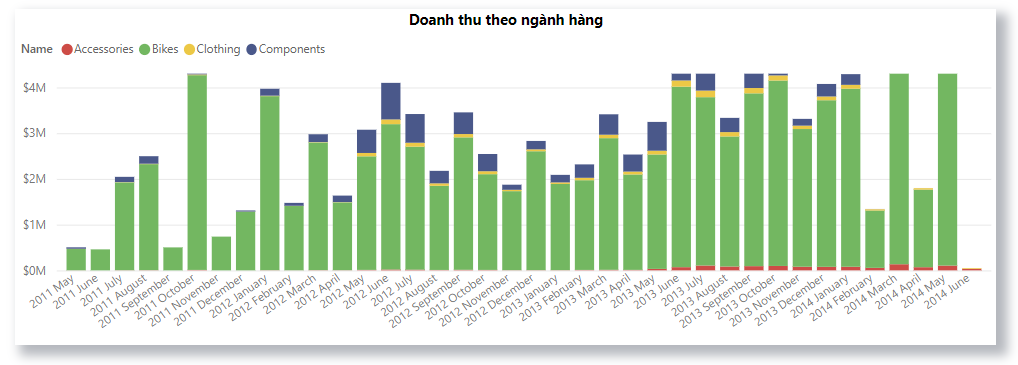 Doanh thu theo ngành hàng
Name Accessories Bikes Clothing Components
$4M
$3M
$2M
$1M
$0M
2011 May
2011 June
2011 July
2011 August
2011 September
2011 October
2011 November
2011 December
2012 January
2012 February
2012 March
2012 April
2012 May
2012 June
2012 July
2012 August
2012 September
2012 October
2012 November
2012 December
2013 January
2013 February
2013 March
2013 April
2013 May
2013 June
2013 July
2013 August
2013 September
2013 October
2013 November
2013 December
2014 January
2014 February
2014 March
2014 April
2014 May
2014 June